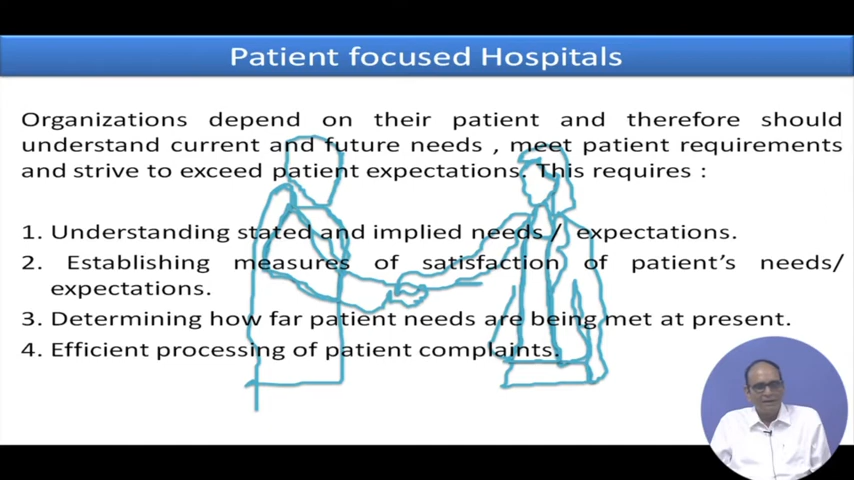 Patient focused Hospitals
Organizations depend on their patient and therefore should
understand current and future needs , meet patient requirements
and strive to exceed patient expectations. This requires :
1. Understanding stated and implied needs / expectations.
2. Establishing measures of satisfaction of patient's needs/
expectations.
3. Determining how far patient needs are being met at present.
4. Efficient processing of patient complaints.